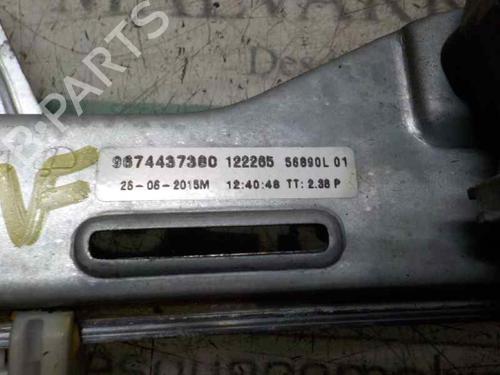 9674437380 122265 56890L 01
25-06-2015M 12:40:48 TT: 2.38 P
VF
B-PARTS